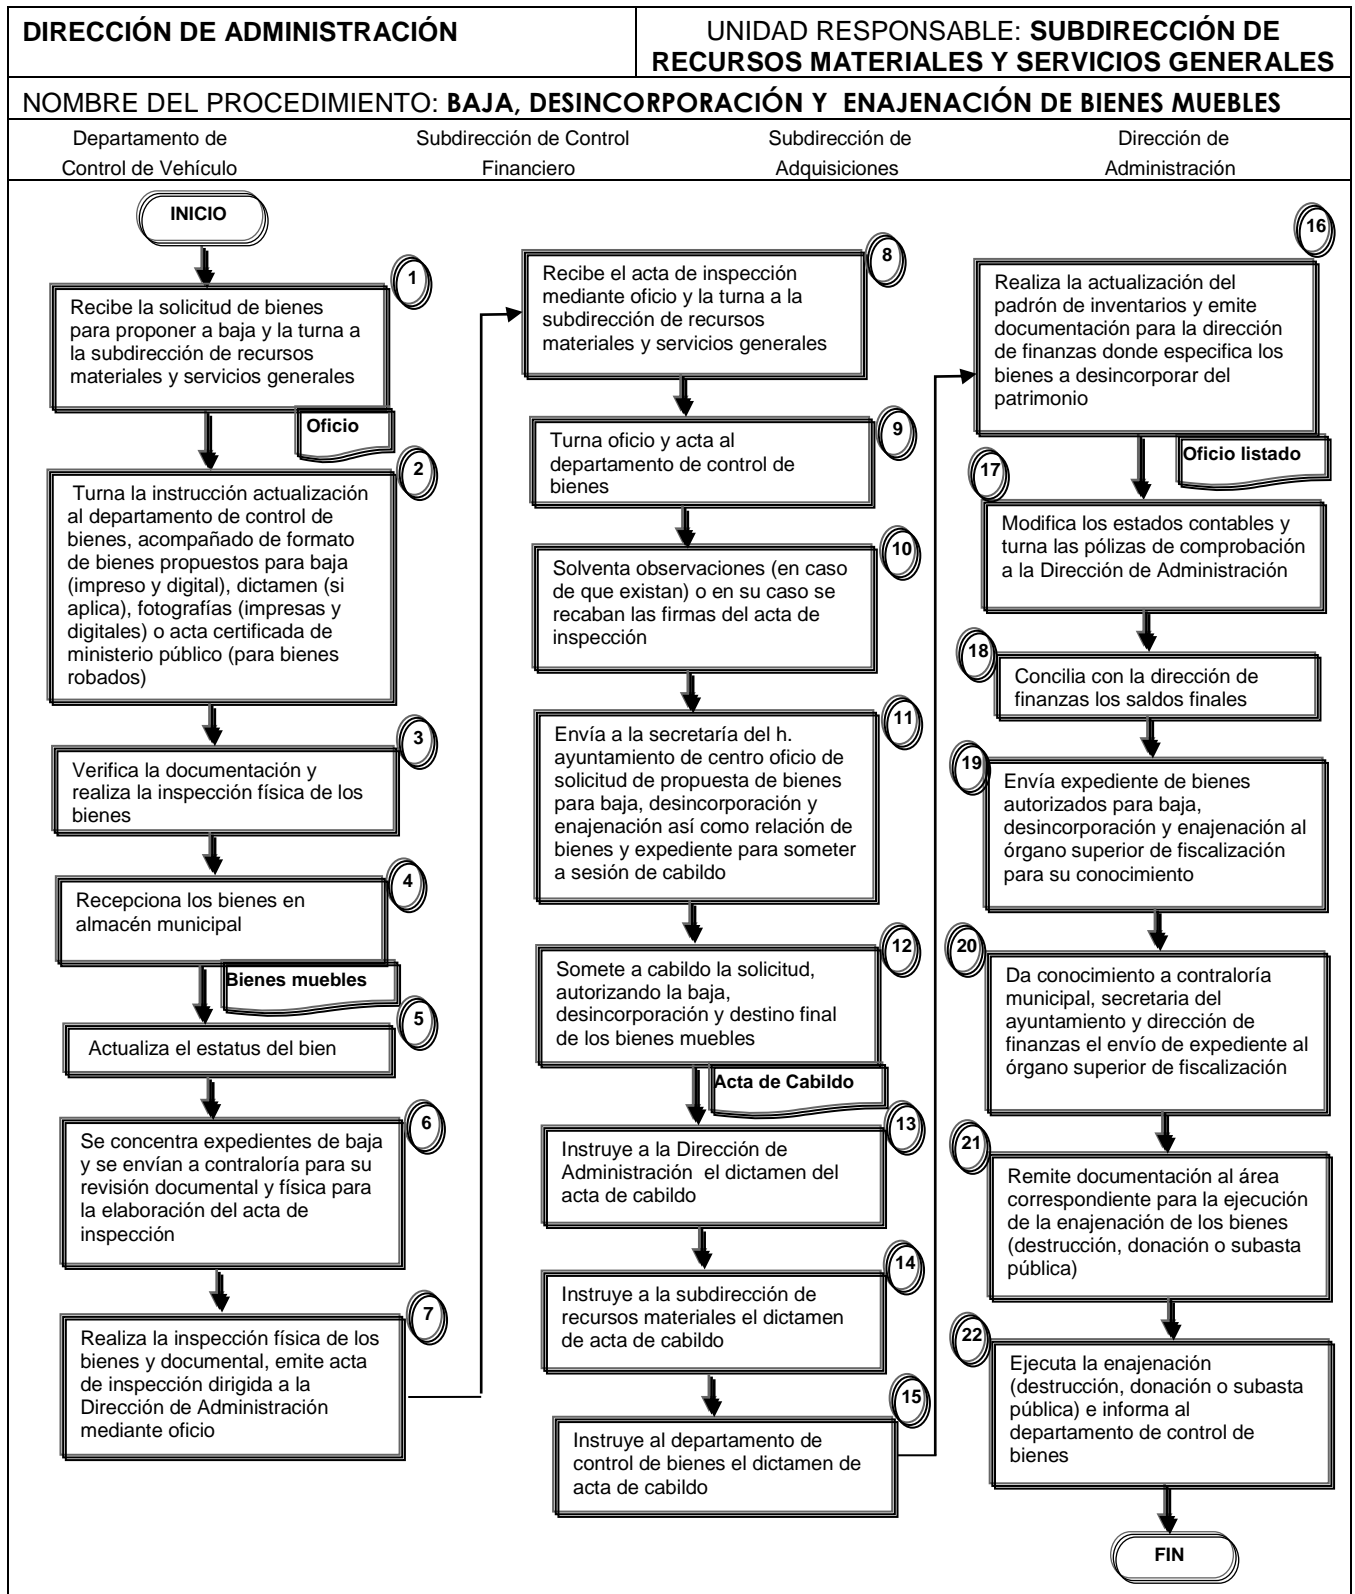 DIRECCIÓN DE ADMINISTRACIÓN
UNIDAD RESPONSABLE: SUBDIRECCIÓN DE
RECURSOS MATERIALES Y SERVICIOS GENERALES
NOMBRE DEL PROCEDIMIENTO: BAJA, DESINCORPORACIÓN Y ENAJENACIÓN DE BIENES MUEBLES
Departamento de
Control de Vehículo
Subdirección de Control
Financiero
Subdirección de
Adquisiciones
Dirección de
Administración
INICIO
1
Recibe la solicitud de bienes
para proponer a baja y la turna a
la subdirección de recursos
materiales y servicios generales
Oficio
2
Turna la instrucción actualización
al departamento de control de
bienes, acompañado de formato
de bienes propuestos para baja
(impreso y digital), dictamen (si
aplica), fotografías (impresas y
digitales) o acta certificada de
ministerio público (para bienes
robados)
3
Verifica la documentación y
realiza la inspección física de los
bienes
4
Recepciona los bienes en
almacén municipal
Bienes muebles
5
Actualiza el estatus del bien
6
Se concentra expedientes de baja
y se envían a contraloría para su
revisión documental y física para
la elaboración del acta de
inspección
7
Realiza la inspección física de los
bienes y documental, emite acta
de inspección dirigida a la
Dirección de Administración
mediante oficio
8
Recibe el acta de inspección
mediante oficio y la turna a la
subdirección de recursos
materiales y servicios generales
9
Turna oficio y acta al
departamento de control de
bienes
10
Solventa observaciones (en caso
de que existan) o en su caso se
recaban las firmas del acta de
inspección
11
Envía a la secretaría del h.
ayuntamiento de centro oficio de
solicitud de propuesta de bienes
para baja, desincorporación y
enajenación así como relación de
bienes y expediente para someter
a sesión de cabildo
12
Somete a cabildo la solicitud,
autorizando la baja,
desincorporación y destino final
de los bienes muebles
Acta de Cabildo
13
Instruye a la Dirección de
Administración el dictamen del
acta de cabildo
14
Instruye a la subdirección de
recursos materiales el dictamen
de acta de cabildo
15
Instruye al departamento de
control de bienes el dictamen de
acta de cabildo
16
Realiza la actualización del
padrón de inventarios y emite
documentación para la dirección
de finanzas donde especifica los
bienes a desincorporar del
patrimonio
Oficio listado
17
Modifica los estados contables y
turna las pólizas de comprobación
a la Dirección de Administración
18
Concilia con la dirección de
finanzas los saldos finales
19
Envía expediente de bienes
autorizados para baja,
desincorporación y enajenación al
órgano superior de fiscalización
para su conocimiento
20
Da conocimiento a contraloría
municipal, secretaria del
ayuntamiento y dirección de
finanzas el envío de expediente al
órgano superior de fiscalización
21
Remite documentación al área
correspondiente para la ejecución
de la enajenación de los bienes
(destrucción, donación o subasta
pública)
22
Ejecuta la enajenación
(destrucción, donación o subasta
pública) e informa al
departamento de control de
bienes
FIN